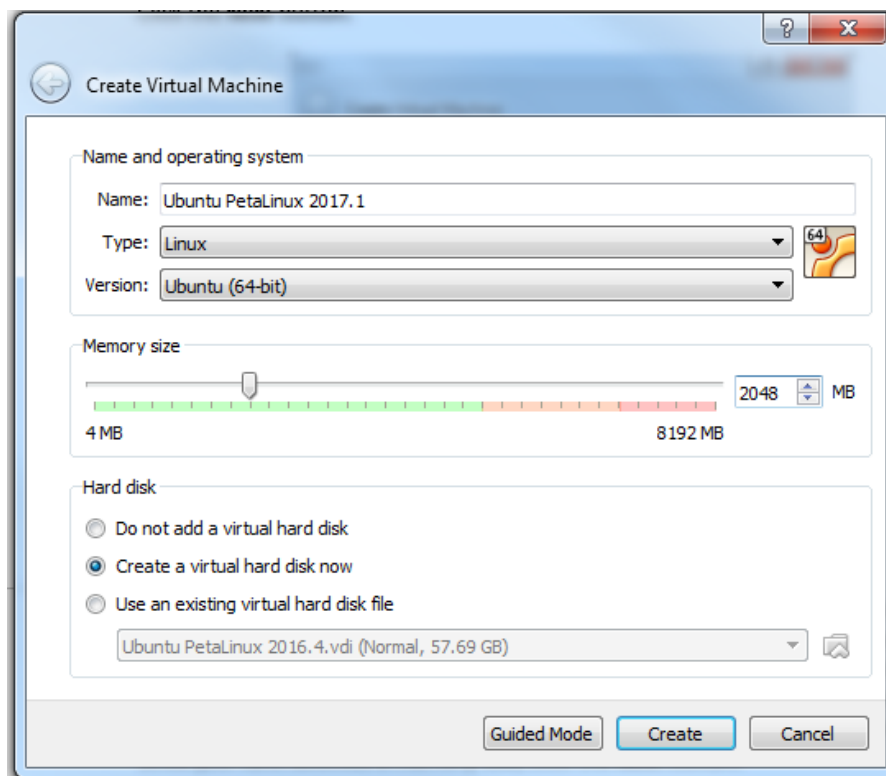 Create Virtual Machine
Name and operating system
Name: Ubuntu PetaLinux 2017.1
Type: Linux
64
Version: Ubuntu (64-bit)
Memory size
2048 MB
4 MB 8192 MB
Hard disk
Do not add a virtual hard disk
Create a virtual hard disk now
Use an existing virtual hard disk file
Ubuntu PetaLinux 2016.4.vdi (Normal, 57.69 GB)
Guided Mode Create Cancel